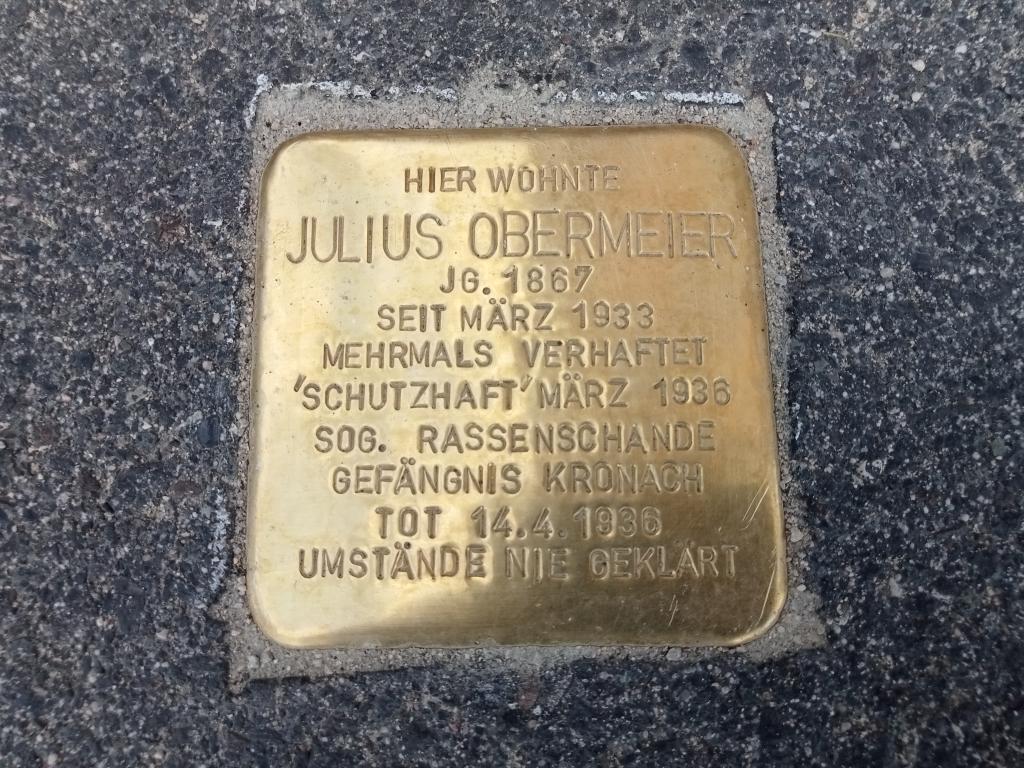 HIER WOHNTE
JULIUS OBERMEIER
JG. 1867
SEIT MÄRZ 1933
MEHRMALS VERHAFTET
'SCHUTZHAFT' MÄRZ 1936
SOG. RASSENSCHANDE
GEFÄNGNIS KRONACH
TOT 14.4.1936
UMSTÄNDE NIE GEKLÄRT